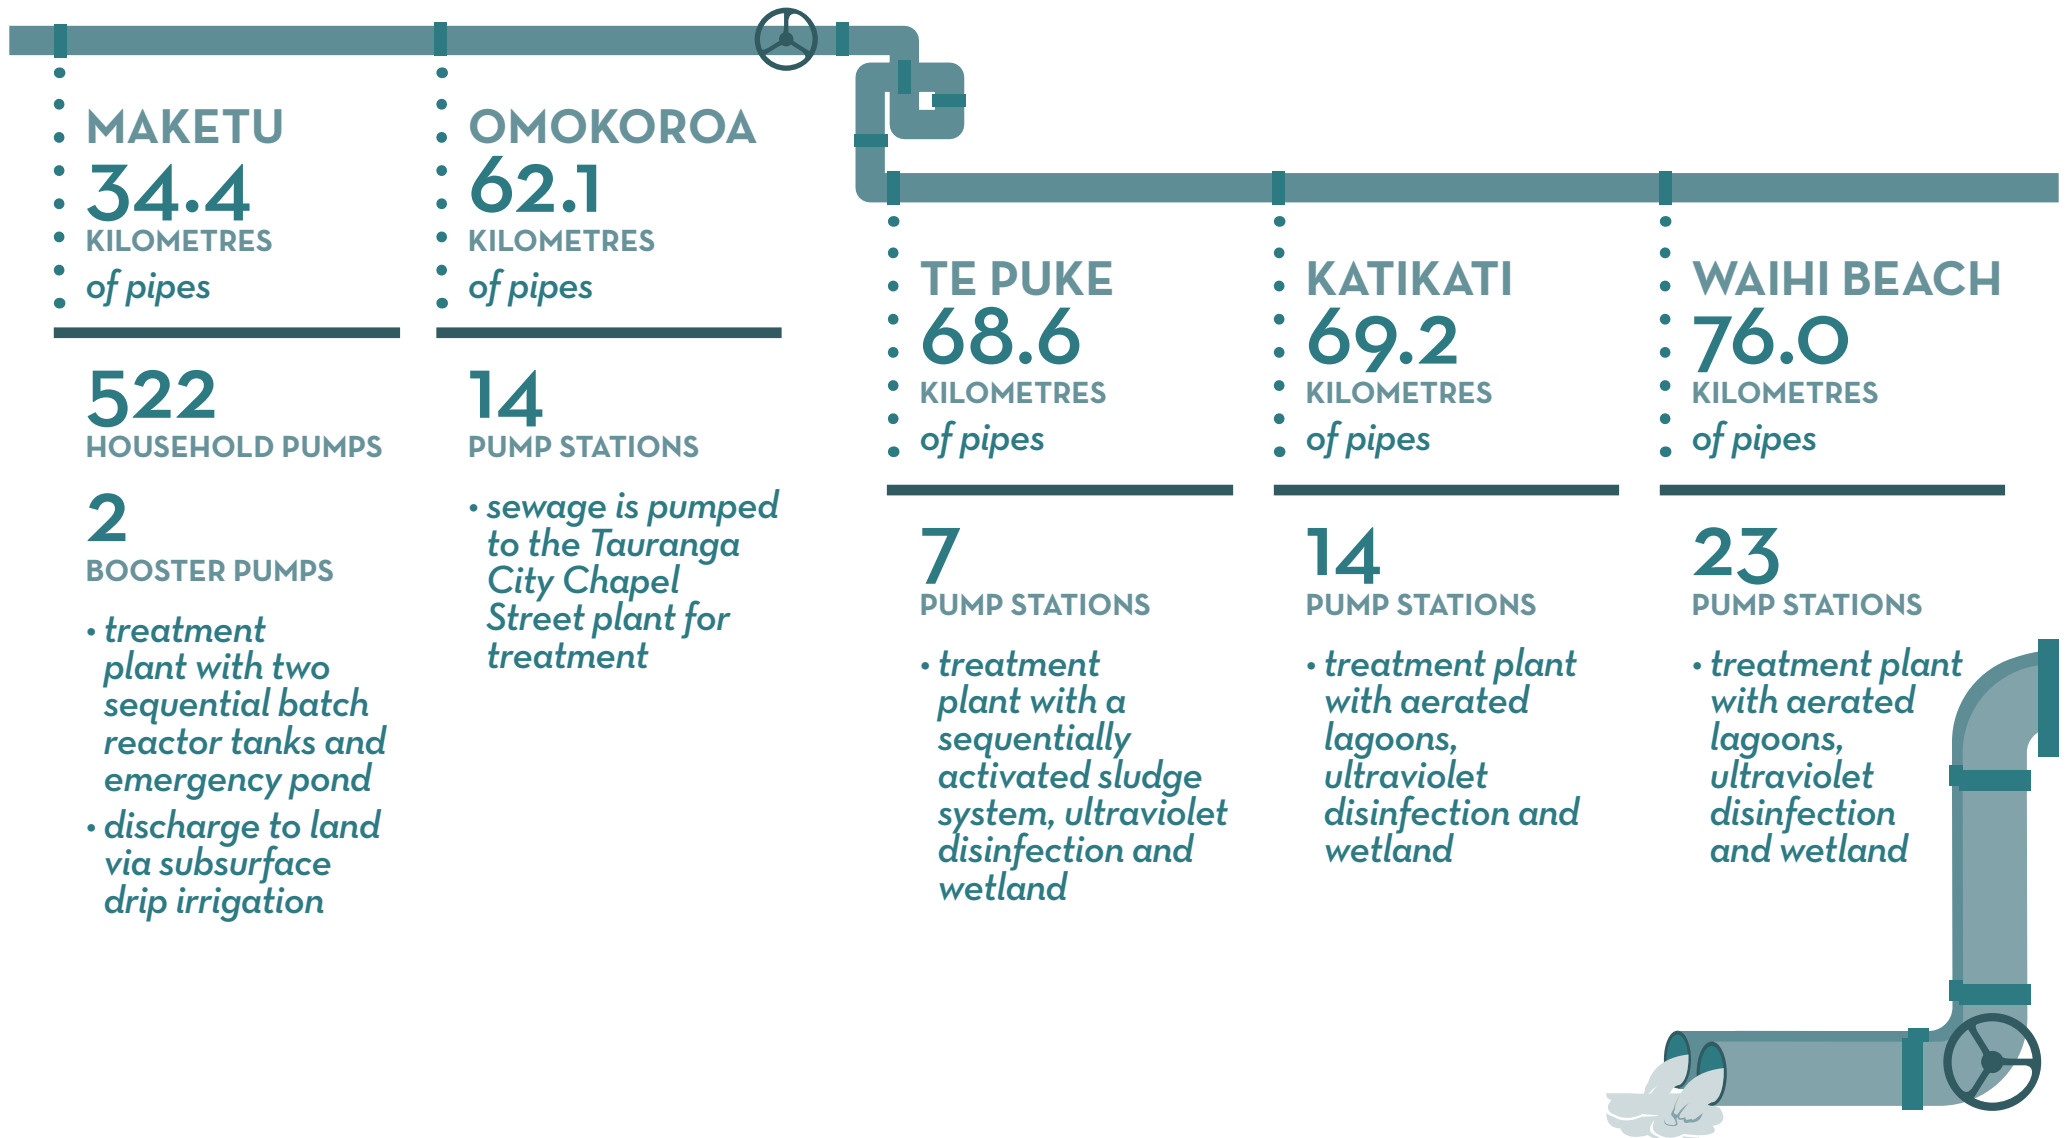 MAKETU
34.4
KILOMETRES
of pipes
522
HOUSEHOLD PUMPS
2
BOOSTER PUMPS
• treatment
plant with two
sequential batch
reactor tanks and
emergency pond
• discharge to land
via subsurface
drip irrigation
OMOKOROA
62.1
KILOMETRES
of pipes
14
PUMP STATIONS
• sewage is pumped
to the Tauranga
City Chapel
Street plant for
treatment
TE PUKE
68.6
KILOMETRES
of pipes
7
PUMP STATIONS
• treatment
plant with a
sequentially
activated sludge
system, ultraviolet
disinfection and
wetland
KATIKATI
69.2
KILOMETRES
of pipes
14
PUMP STATIONS
• treatment plant
with aerated
lagoons,
ultraviolet
disinfection and
wetland
WAIHI BEACH
76.0
KILOMETRES
of pipes
23
PUMP STATIONS
• treatment plant
with aerated
lagoons,
ultraviolet
disinfection
and wetland